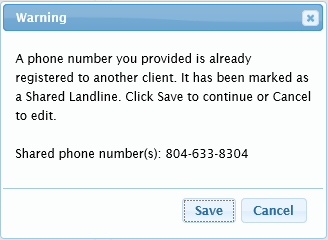 Warning
A phone number you provided is already
registered to another client. It has been marked as
a Shared Landline. Click Save to continue or Cancel
to edit.
Shared phone number(s): 804-633-8304
Save Cancel